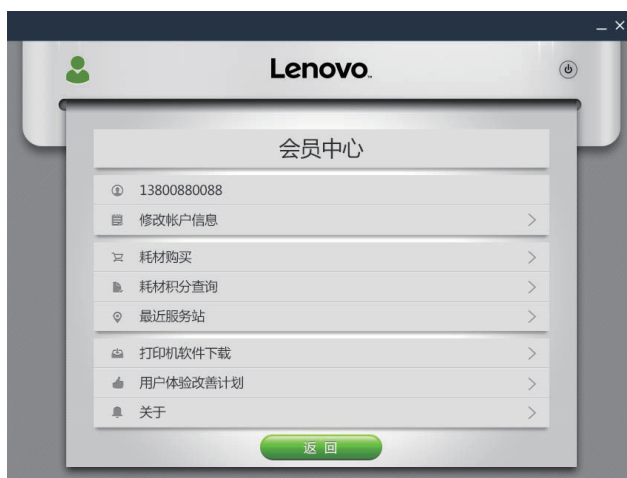 Lenovo™
会员中心
13800880088
修改帐户信息
耗材购买
耗材积分查询
最近服务站
打印机软件下载
用户体验改善计划
关于
返回